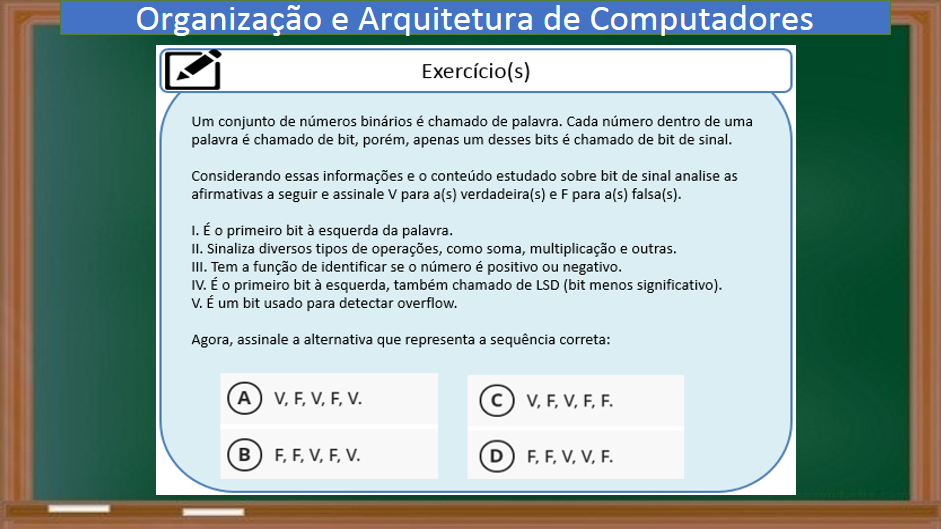 Organização e Arquitetura de Computadores
Exercício(s)
Um conjunto de números binários é chamado de palavra. Cada número dentro de uma
palavra é chamado de bit, porém, apenas um desses bits é chamado de bit de sinal.
Considerando essas informações e o conteúdo estudado sobre bit de sinal analise as
afirmativas a seguir e assinale V para a(s) verdadeira(s) e F para a(s) falsa(s).
I. É o primeiro bit à esquerda da palavra.
II. Sinaliza diversos tipos de operações, como soma, multiplicação e outras.
III. Tem a função de identificar se o número é positivo ou negativo.
IV. É o primeiro bit à esquerda, também chamado de LSD (bit menos significativo).
V. É um bit usado para detectar overflow.
Agora, assinale a alternativa que representa a sequência correta:
A V, F, V, F, V.
B F, F, V, F, V.
C V, F, V, F, F.
D F, F, V, V, F.